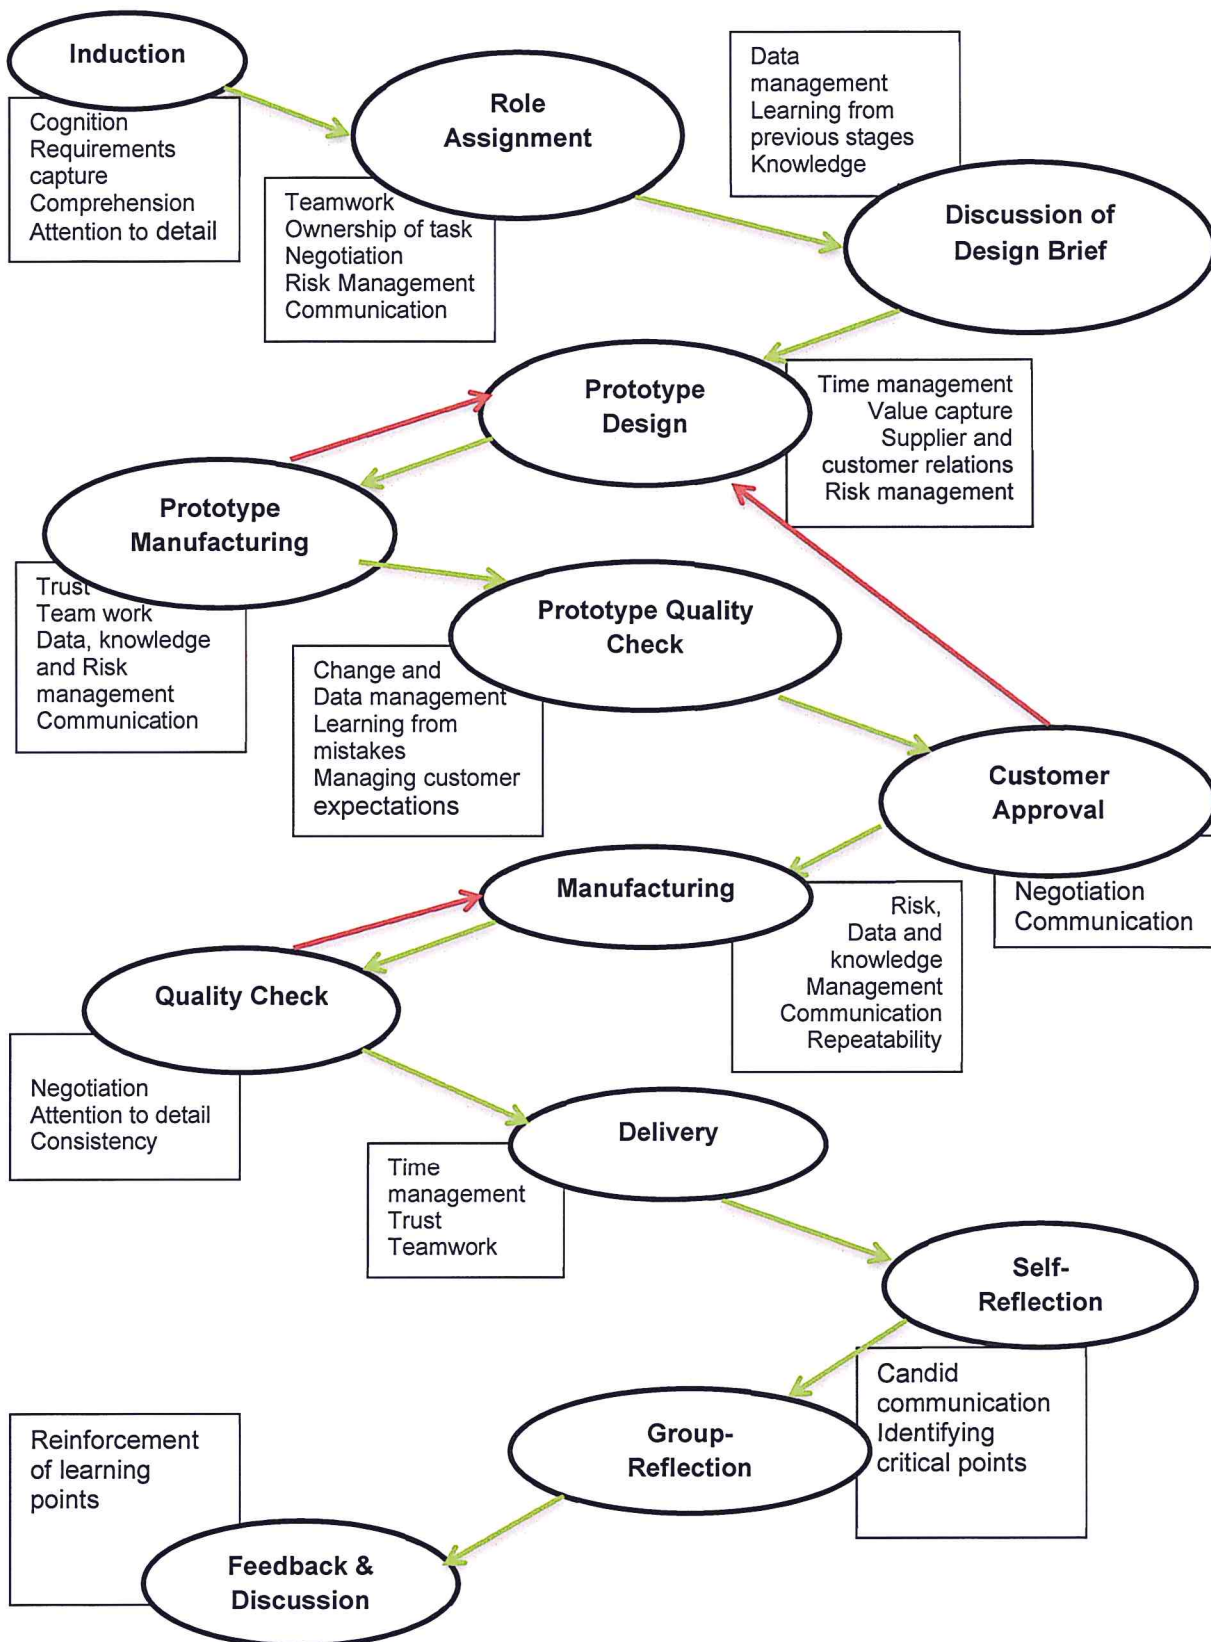 Induction
Cognition
Requirements
capture
Comprehension
Attention to detail
Role
Assignment
Teamwork
Ownership of task
Negotiation
Risk Management
Communication
Data
management
Learning from
previous stages
Knowledge
Discussion of
Design Brief
Prototype
Design
Time management
Value capture
Supplier and
customer relations
Risk management
Prototype
Manufacturing
Trust
Team work
Data, knowledge
and Risk
management
Communication
Prototype Quality
Check
Change and
Data management
Learning from
mistakes
Managing customer
expectations
Customer
Approval
Negotiation
Communication
Manufacturing
Risk,
Data and
knowledge
Management
Communication
Repeatability
Quality Check
Negotiation
Attention to detail
Consistency
Delivery
Time
management
Trust
Teamwork
Self-
Reflection
Candid
communication
Identifying
critical points
Group-
Reflection
Reinforcement
of learning
points
Feedback &
Discussion